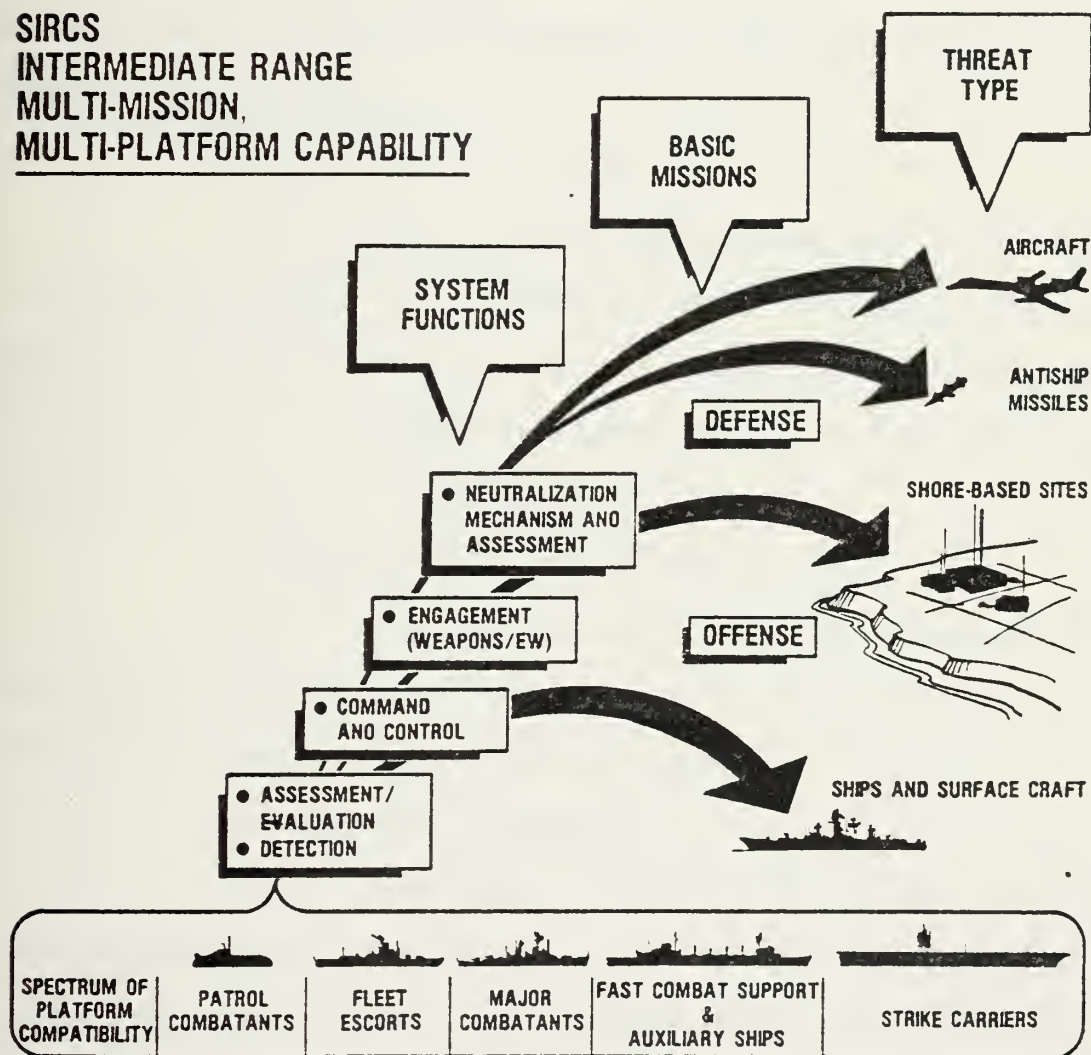 SIRCS
INTERMEDIATE RANGE
MULTI-MISSION,
MULTI-PLATFORM CAPABILITY
THREAT
TYPE
BASIC
MISSIONS
SYSTEM
FUNCTIONS
AIRCRAFT
ANTISHIP
MISSILES
DEFENSE
• NEUTRALIZATION
MECHANISM AND
ASSESSMENT
SHORE-BASED SITES
• ENGAGEMENT
(WEAPONS/EW)
OFFENSE
• COMMAND
AND CONTROL
• ASSESSMENT/
EVALUATION
• DETECTION
SHIPS AND SURFACE CRAFT
SPECTRUM OF
PLATFORM
COMPATIBILITY
PATROL
COMBATANTS
FLEET
ESCORTS
MAJOR
COMBATANTS
FAST COMBAT SUPPORT
&
AUXILIARY SHIPS
STRIKE CARRIERS